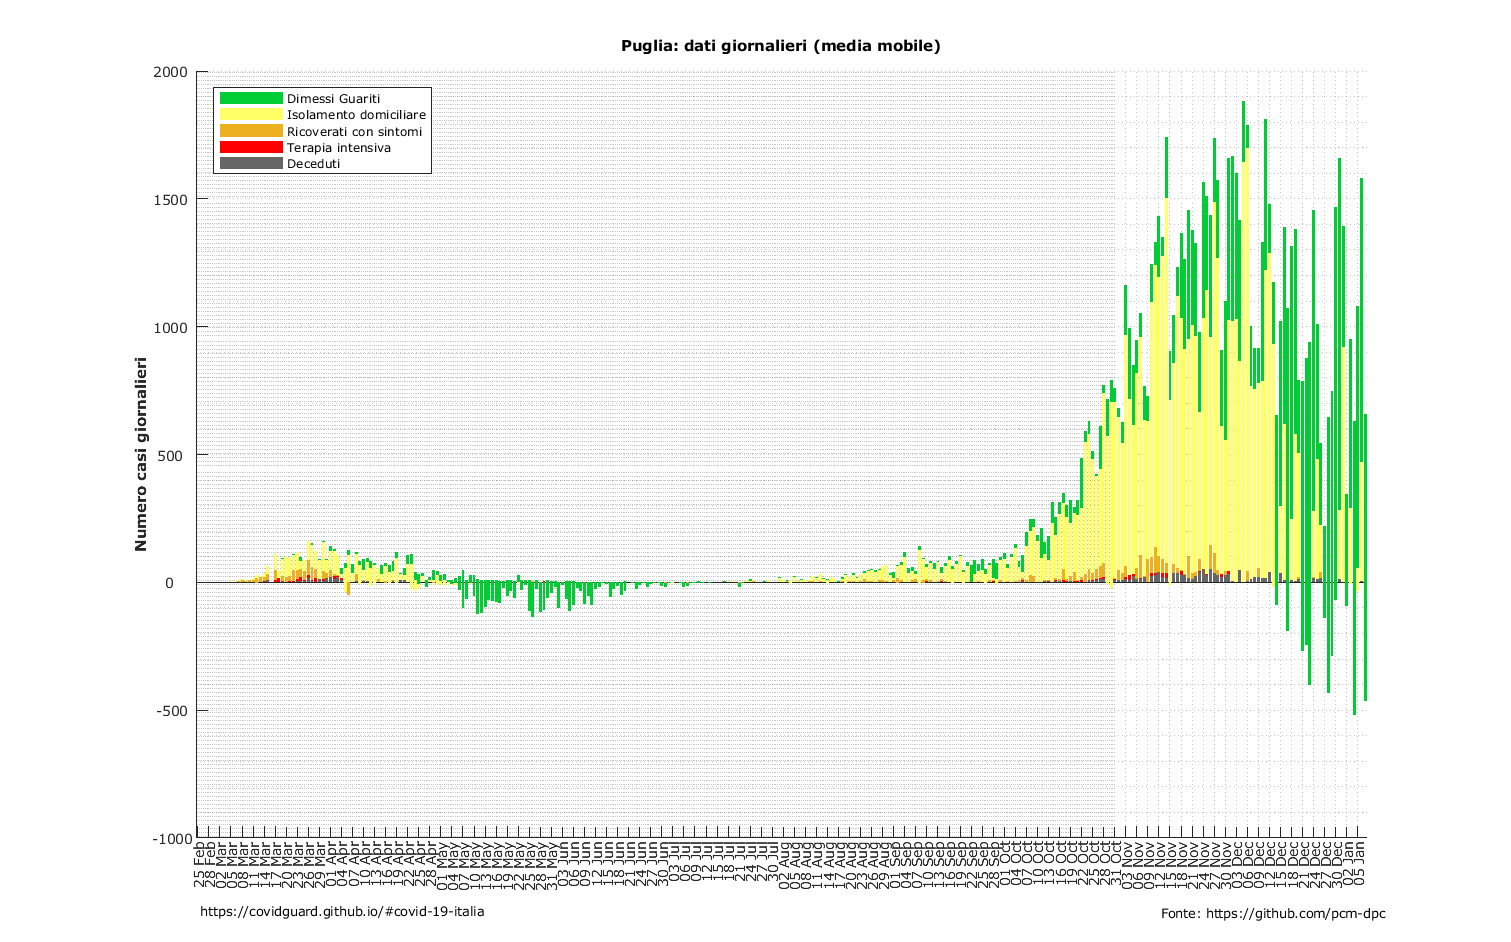 Puglia: dati giornalieri (media mobile)
Dimessi Guariti
Isolamento domiciliare
Ricoverati con sintomi
Terapia intensiva
Deceduti
Numero casi giornalieri
2000
1500
1000
500
0
-500
-1000
25 Feb
28 Feb
02 Mar
05 Mar
08 Mar
11 Mar
14 Mar
17 Mar
20 Mar
23 Mar
26 Mar
29 Mar
01 Apr
04 Apr
07 Apr
10 Apr
13 Apr
16 Apr
19 Apr
22 Apr
25 Apr
28 Apr
01 May
04 May
07 May
10 May
13 May
16 May
19 May
22 May
25 May
28 May
31 May
03 Jun
06 Jun
09 Jun
12 Jun
15 Jun
18 Jun
21 Jun
24 Jun
27 Jun
30 Jun
03 Jul
06 Jul
09 Jul
12 Jul
15 Jul
18 Jul
21 Jul
24 Jul
27 Jul
30 Jul
02 Aug
05 Aug
08 Aug
11 Aug
14 Aug
17 Aug
20 Aug
23 Aug
26 Aug
29 Aug
01 Sep
04 Sep
07 Sep
10 Sep
13 Sep
16 Sep
19 Sep
22 Sep
25 Sep
28 Sep
01 Oct
04 Oct
07 Oct
10 Oct
13 Oct
16 Oct
19 Oct
22 Oct
25 Oct
28 Oct
31 Oct
03 Nov
06 Nov
09 Nov
12 Nov
15 Nov
18 Nov
21 Nov
24 Nov
27 Nov
30 Nov
03 Dec
06 Dec
09 Dec
12 Dec
15 Dec
18 Dec
21 Dec
24 Dec
27 Dec
30 Dec
02 Jan
05 Jan
https://covidguard.github.io/#covid-19-italia
Fonte: https://github.com/pcm-dpc